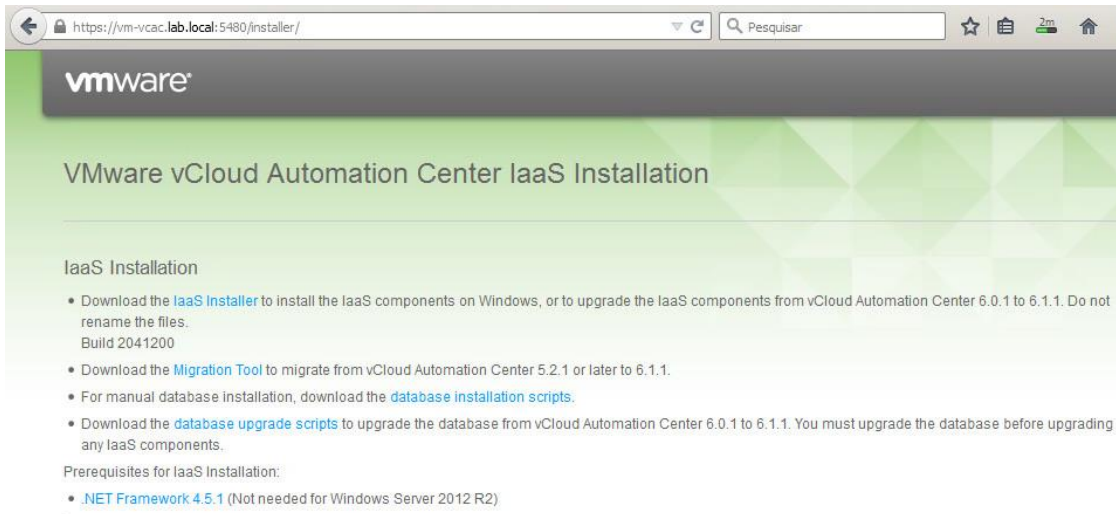 https://vm-vcac.lab.local:5480/installer/
Pesquisar
2m
vmware
VMware vCloud Automation Center IaaS Installation
IaaS Installation
• Download the IaaS Installer to install the IaaS components on Windows, or to upgrade the IaaS components from vCloud Automation Center 6.0.1 to 6.1.1. Do not
rename the files.
Build 2041200
• Download the Migration Tool to migrate from vCloud Automation Center 5.2.1 or later to 6.1.1.
• For manual database installation, download the database installation scripts.
• Download the database upgrade scripts to upgrade the database from vCloud Automation Center 6.0.1 to 6.1.1. You must upgrade the database before upgrading
any IaaS components.
Prerequisites for IaaS Installation:
• .NET Framework 4.5.1 (Not needed for Windows Server 2012 R2)